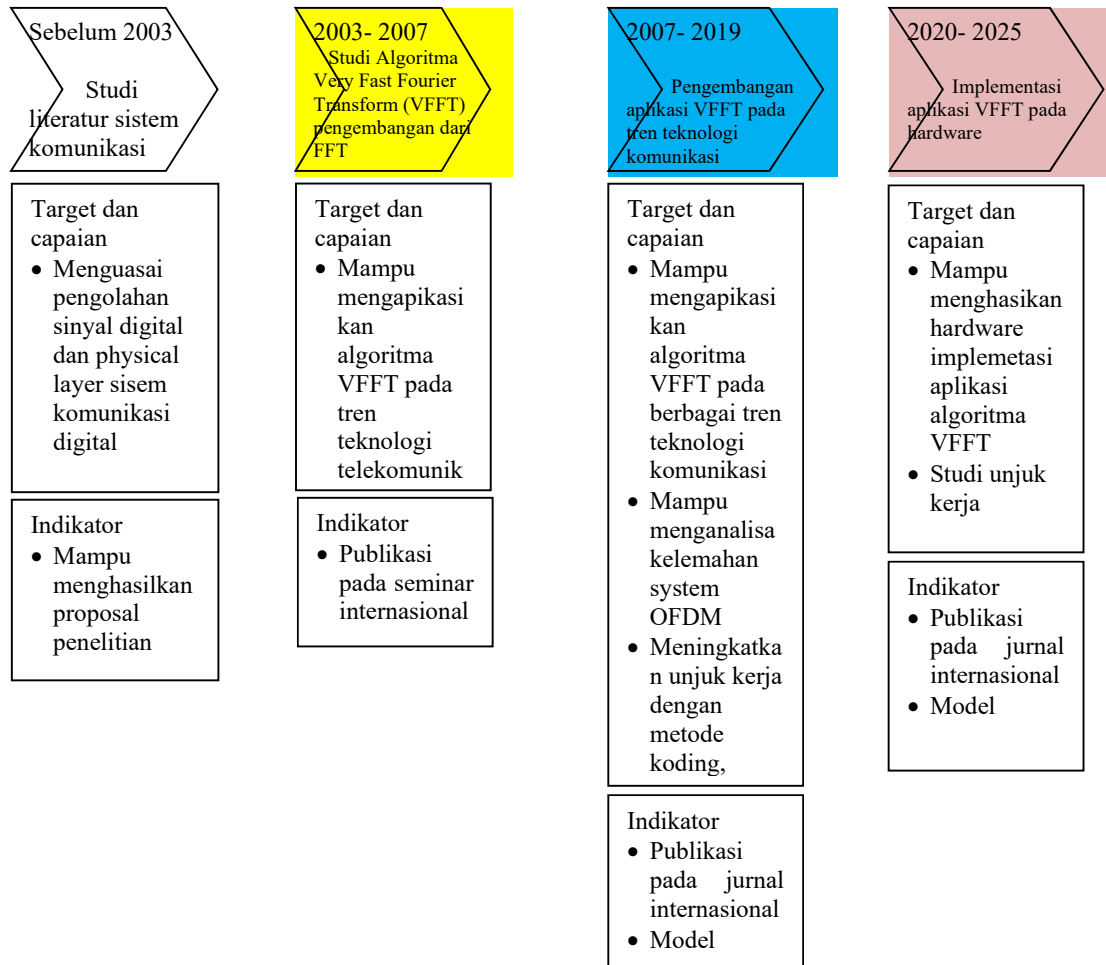 Sebelum 2003
Studi
literatur sistem
komunikasi
Target dan
capaian
• Menguasai
pengolahan
sinyal digital
dan physical
layer sisem
komunikasi
digital
Indikator
• Mampu
menghasilkan
proposal
penelitian
2003- 2007
Studi Algoritma
Very Fast Fourier
Transform (VFFT)
pengembangan dari
FFT
Target dan
capaian
• Mampu
mengapikasi
kan
algoritma
VFFT pada
tren
teknologi
telekomunik
Indikator
• Publikasi
pada seminar
internasional
2007- 2019
Pengembangan
aplikasi VFFT pada
tren teknologi
komunikasi
Target dan
capaian
• Mampu
mengapikasi
kan
algoritma
VFFT pada
berbagai tren
teknologi
komunikasi
• Mampu
menganalisa
kelemahan
system
OFDM
• Meningkatka
n unjuk kerja
dengan
metode
koding,
Indikator
• Publikasi
pada jurnal
internasional
• Model
2020- 2025
Implementasi
aplikasi VFFT pada
hardware
Target dan
capaian
• Mampu
menghasikan
hardware
implemetasi
aplikasi
algoritma
VFFT
• Studi unjuk
kerja
Indikator
• Publikasi
pada jurnal
internasional
• Model